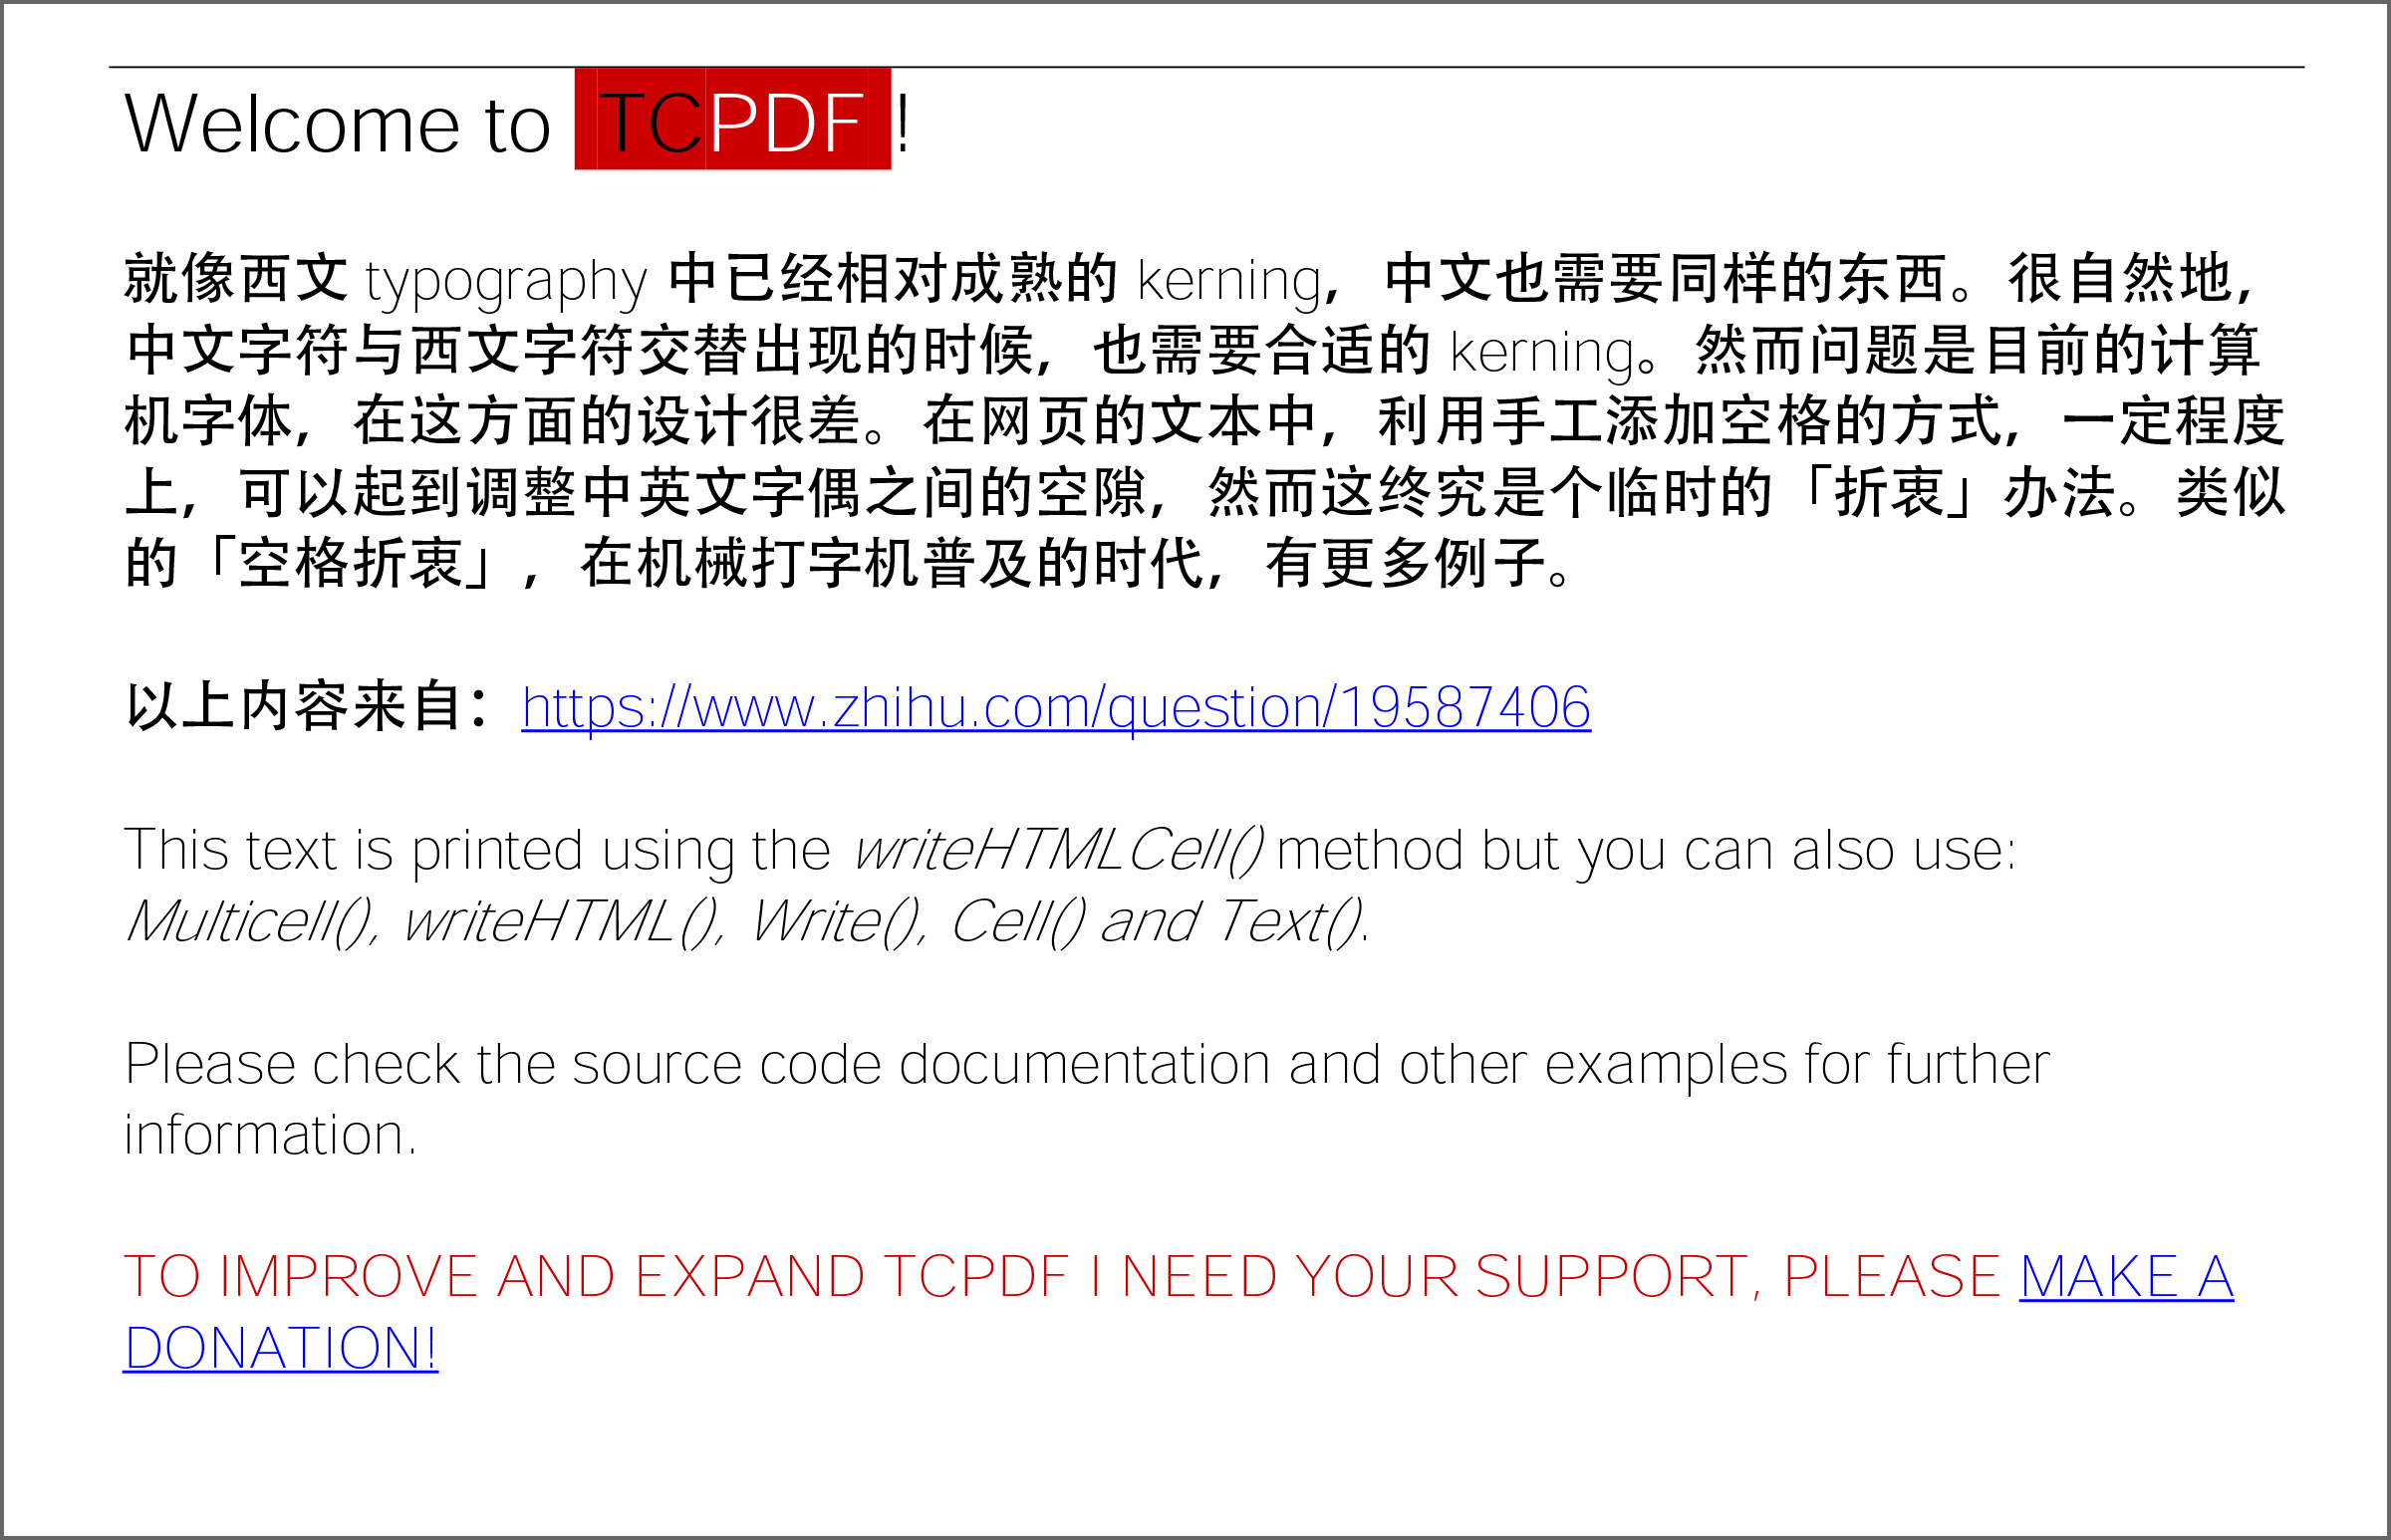 Welcome to TCPDF !
就像西文 typography 中已经相对成熟的 kerning，中文也需要同样的东西。很自然地，
中文字符与西文字符交替出现的时候，也需要合适的 kerning。然而问题是目前的计算
机字体，在这方面的设计很差。在网页的文本中，利用手工添加空格的方式，一定程度
上，可以起到调整中英文字偶之间的空隙，然而这终究是个临时的「折衷」办法。类似
的「空格折衷」，在机械打字机普及的时代，有更多例子。
以上内容来自：https://www.zhihu.com/question/19587406
This text is printed using the writeHTMLCell() method but you can also use:
Multicell(), writeHTML(), Write(), Cell() and Text().
Please check the source code documentation and other examples for further
information.
TO IMPROVE AND EXPAND TCPDF I NEED YOUR SUPPORT, PLEASE MAKE A
DONATION!